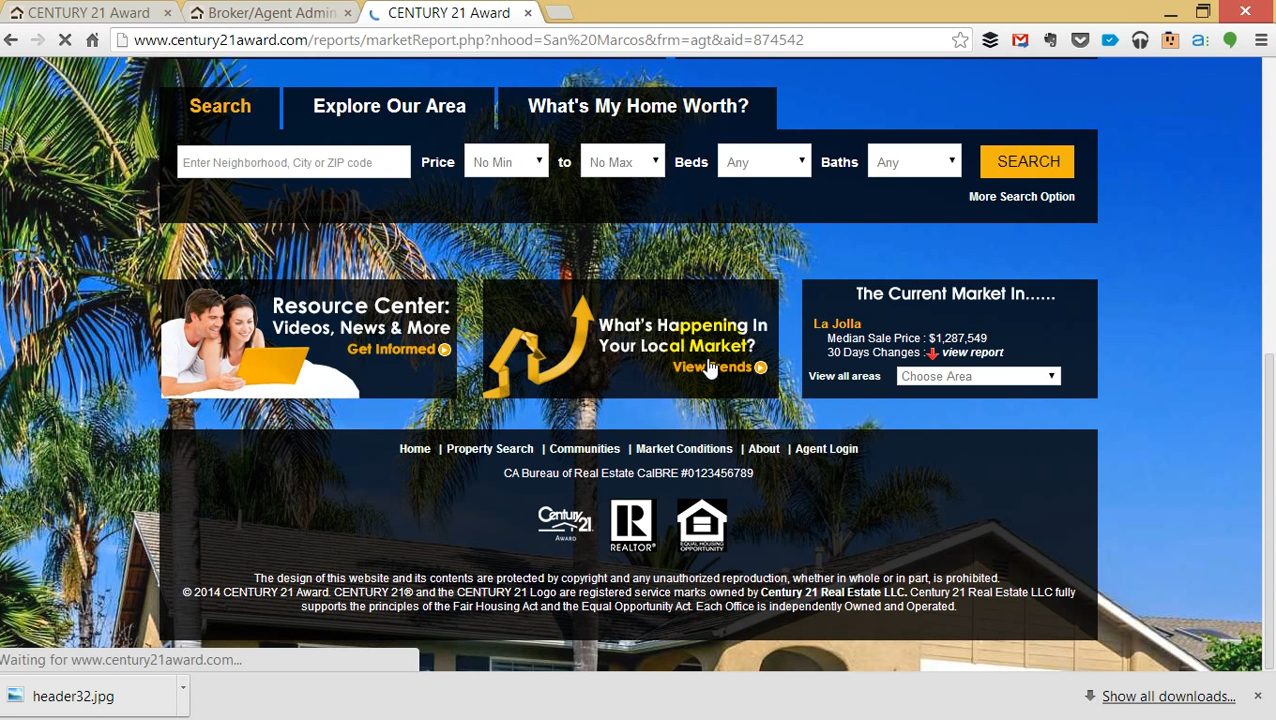 CENTURY 21 Award
Broker/Agent Admin
CENTURY 21 Award
www.century21award.com/reports/marketReport.php?nhood=San%20Marcos&frm=agt&aid=874542
Search
Explore Our Area
What's My Home Worth?
Enter Neighborhood, City or ZIP code
Price
No Min
to
No Max
Beds
Any
Baths
Any
SEARCH
More Search Option
Resource Center:
Videos, News & More
Get Informed
What's Happening In
Your Local Market?
View Trends
The Current Market In......
La Jolla
Median Sale Price : $1,287,549
30 Days Changes : view report
View all areas
Choose Area
Home | Property Search | Communities | Market Conditions | About | Agent Login
CA Bureau of Real Estate CalBRE #0123456789
Century 21
AWARD
REALTOR®
EQUAL HOUSING
OPPORTUNITY
The design of this website and its contents are protected by copyright and any unauthorized reproduction, whether in whole or in part, is prohibited.
© 2014 CENTURY 21 Award. CENTURY 21® and the CENTURY 21 Logo are registered service marks owned by Century 21 Real Estate LLC. Century 21 Real Estate LLC fully
supports the principles of the Fair Housing Act and the Equal Opportunity Act. Each Office is independently Owned and Operated.
Waiting for www.century21award.com...
header32.jpg
Show all downloads...